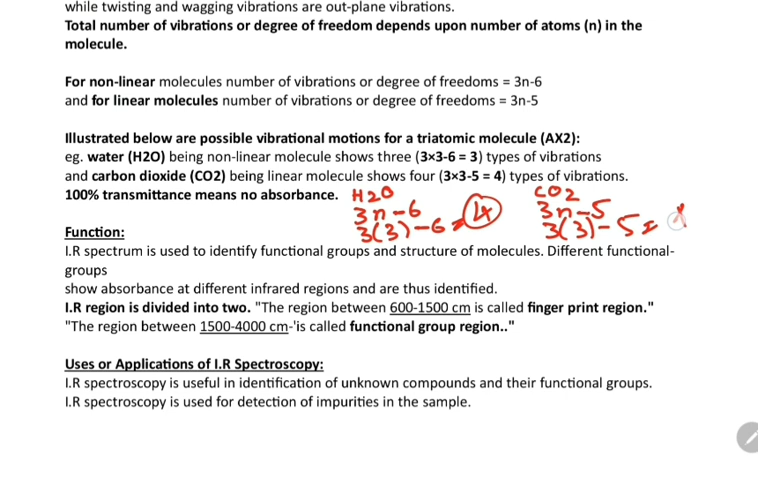 while twisting and wagging vibrations are out-plane vibrations.
Total number of vibrations or degree of freedom depends upon number of atoms (n) in the
molecule.
For non-linear molecules number of vibrations or degree of freedoms = 3n-6
and for linear molecules number of vibrations or degree of freedoms = 3n-5
Illustrated below are possible vibrational motions for a triatomic molecule (AX2):
eg. water (H2O) being non-linear molecule shows three (3×3-6 = 3) types of vibrations
and carbon dioxide (CO2) being linear molecule shows four (3×3-5 = 4) types of vibrations.
100% transmittance means no absorbance. H2O CO2
3n-6 3n-5
3(3)-6= 3(3)-5=
Function:
I.R spectrum is used to identify functional groups and structure of molecules. Different functional-
groups
show absorbance at different infrared regions and are thus identified.
I.R region is divided into two. "The region between 600-1500 cm is called finger print region."
"The region between 1500-4000 cm-'is called functional group region.."
Uses or Applications of I.R Spectroscopy:
I.R spectroscopy is useful in identification of unknown compounds and their functional groups.
I.R spectroscopy is used for detection of impurities in the sample.